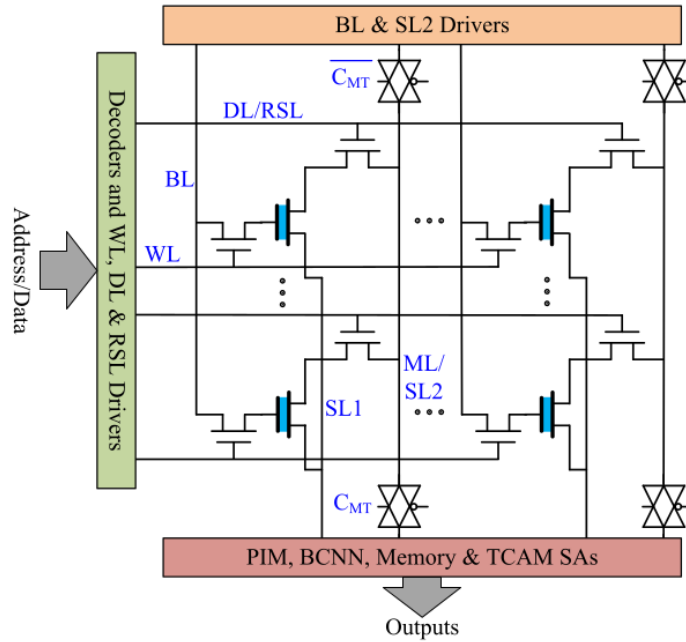 BL & SL2 Drivers
Decoders and WL, DL & RSL Drivers
Address/Data
C̅M̅T̅
DL/RSL
BL
WL
ML/
SL2
SL1
CMT
PIM, BCNN, Memory & TCAM SAs
Outputs